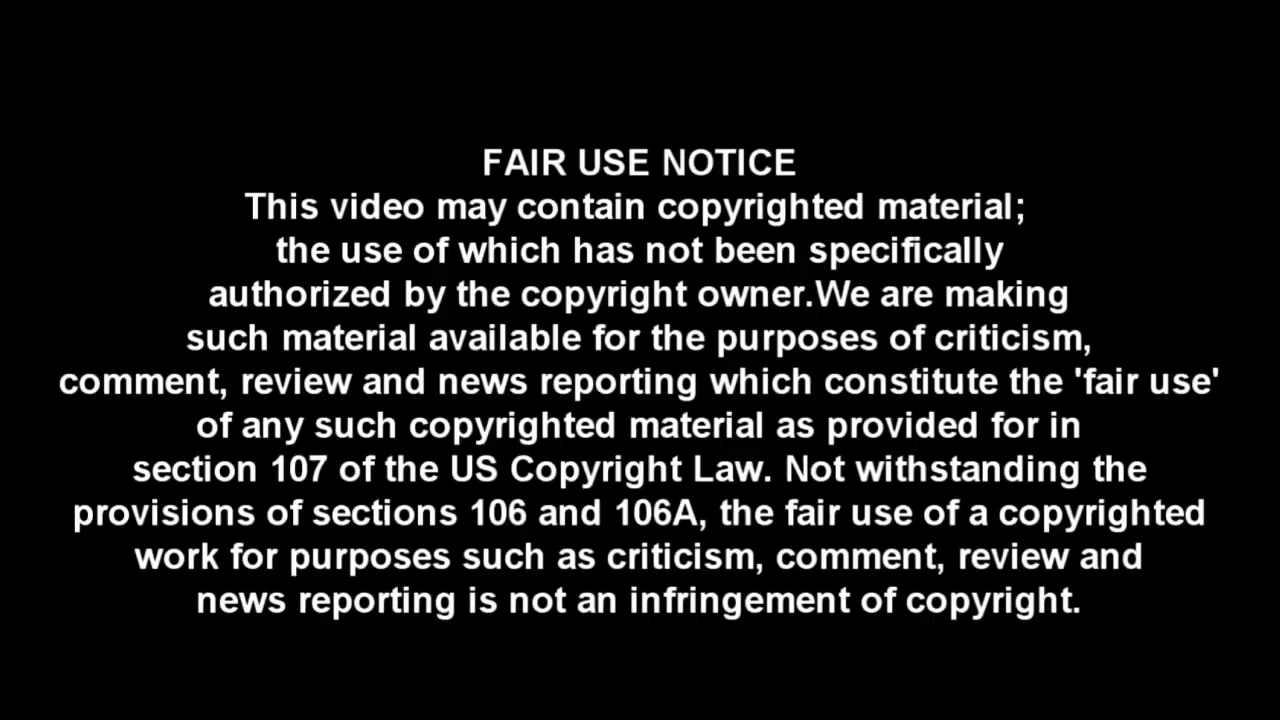 FAIR USE NOTICE
This video may contain copyrighted material;
the use of which has not been specifically
authorized by the copyright owner.We are making
such material available for the purposes of criticism,
comment, review and news reporting which constitute the 'fair use'
of any such copyrighted material as provided for in
section 107 of the US Copyright Law. Not withstanding the
provisions of sections 106 and 106A, the fair use of a copyrighted
work for purposes such as criticism, comment, review and
news reporting is not an infringement of copyright.